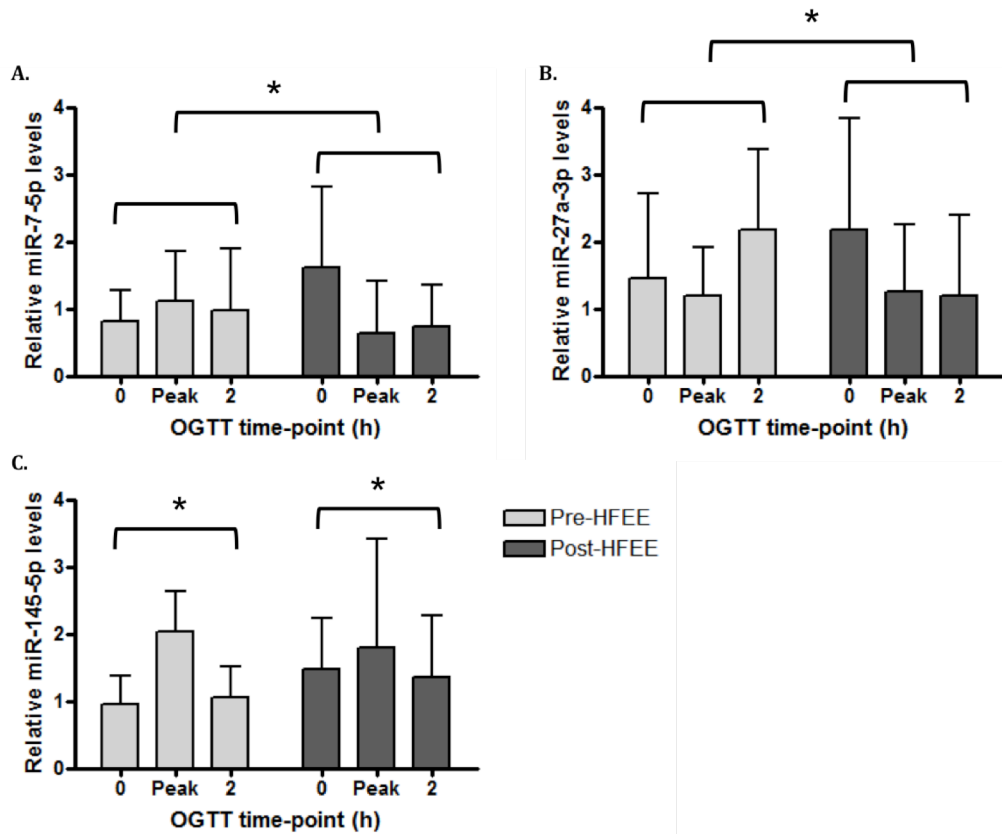 A.
*
Relative miR-7-5p levels
4
3
2
1
0
0 Peak 2 0 Peak 2
OGTT time-point (h)
B.
*
Relative miR-27a-3p levels
4
3
2
1
0
0 Peak 2 0 Peak 2
OGTT time-point (h)
C.
* *
Relative miR-145-5p levels
4
3
2
1
0
0 Peak 2 0 Peak 2
OGTT time-point (h)
Pre-HFEE
Post-HFEE